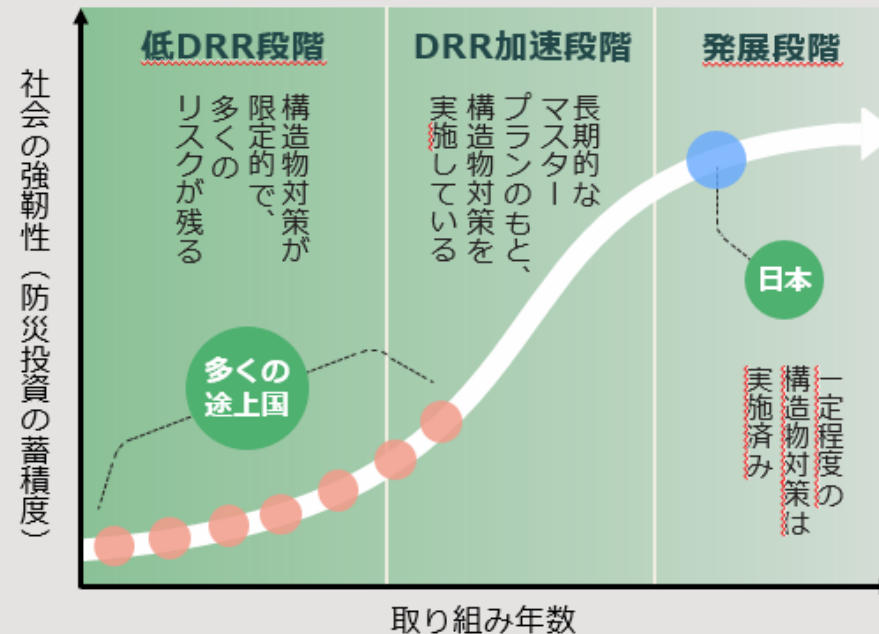 低DRR段階
DRR加速段階
発展段階
構造物対策が
限定的で、
多くの
リスクが残る
長期的な
マスター
プランのもと、
構造物対策を
実施している
一定程度の
構造物対策は
実施済み
多くの
途上国
日本
社会の強靭性（防災投資の蓄積度）
取り組み年数